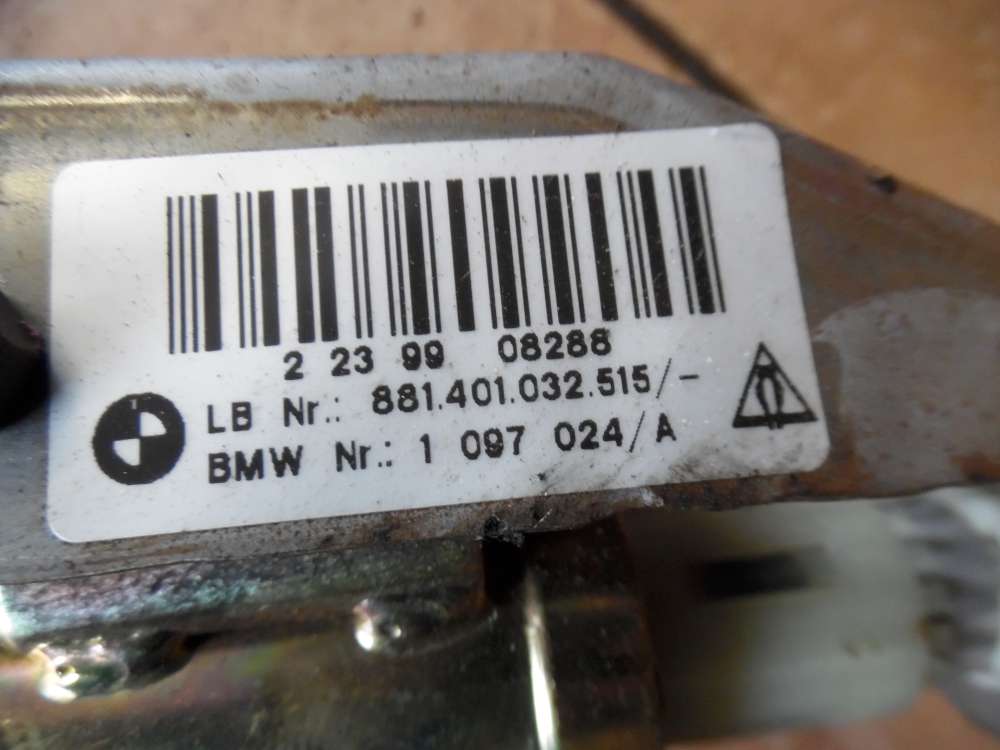 2 23 99 08288
LB Nr.: 881.401.032.515/-
BMW Nr.: 1 097 024/A